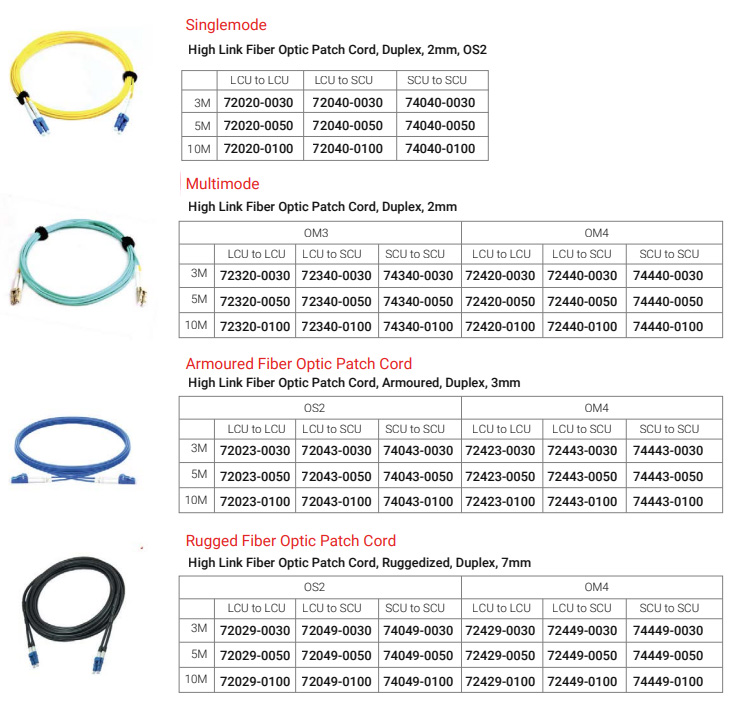 Singlemode
High Link Fiber Optic Patch Cord, Duplex, 2mm, OS2
LCU to LCU LCU to SCU SCU to SCU
3M 72020-0030 72040-0030 74040-0030
5M 72020-0050 72040-0050 74040-0050
10M 72020-0100 72040-0100 74040-0100
Multimode
High Link Fiber Optic Patch Cord, Duplex, 2mm
OM3 OM4
LCU to LCU LCU to SCU SCU to SCU LCU to LCU LCU to SCU SCU to SCU
3M 72320-0030 72340-0030 74340-0030 72420-0030 72440-0030 74440-0030
5M 72320-0050 72340-0050 74340-0050 72420-0050 72440-0050 74440-0050
10M 72320-0100 72340-0100 74340-0100 72420-0100 72440-0100 74440-0100
Armoured Fiber Optic Patch Cord
High Link Fiber Optic Patch Cord, Armoured, Duplex, 3mm
OS2 OM4
LCU to LCU LCU to SCU SCU to SCU LCU to LCU LCU to SCU SCU to SCU
3M 72023-0030 72043-0030 74043-0030 72423-0030 72443-0030 74443-0030
5M 72023-0050 72043-0050 74043-0050 72423-0050 72443-0050 74443-0050
10M 72023-0100 72043-0100 74043-0100 72423-0100 72443-0100 74443-0100
Rugged Fiber Optic Patch Cord
High Link Fiber Optic Patch Cord, Ruggedized, Duplex, 7mm
OS2 OM4
LCU to LCU LCU to SCU SCU to SCU LCU to LCU LCU to SCU SCU to SCU
3M 72029-0030 72049-0030 74049-0030 72429-0030 72449-0030 74449-0030
5M 72029-0050 72049-0050 74049-0050 72429-0050 72449-0050 74449-0050
10M 72029-0100 72049-0100 74049-0100 72429-0100 72449-0100 74449-0100